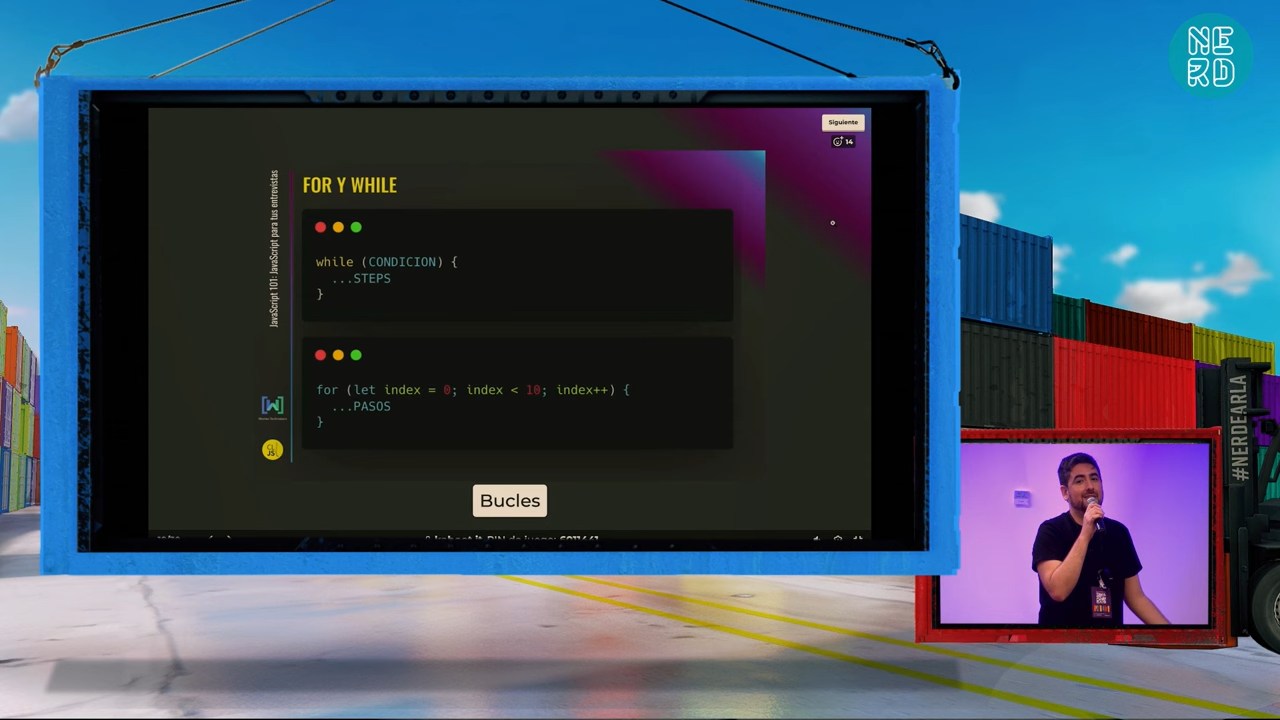 NE
RD
Siguiente
14
JavaScript 101: JavaScript para tus entrevistas
FOR Y WHILE
while (CONDICION) {
...STEPS
}
for (let index = 0; index < 10; index++) {
...PASOS
}
JS
Bucles
#NERDEARLA